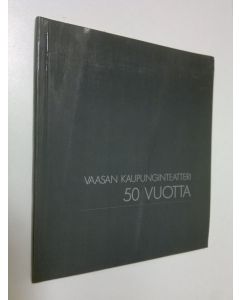 VAASAN KAUPUNGINTEATTERI
50 VUOTTA